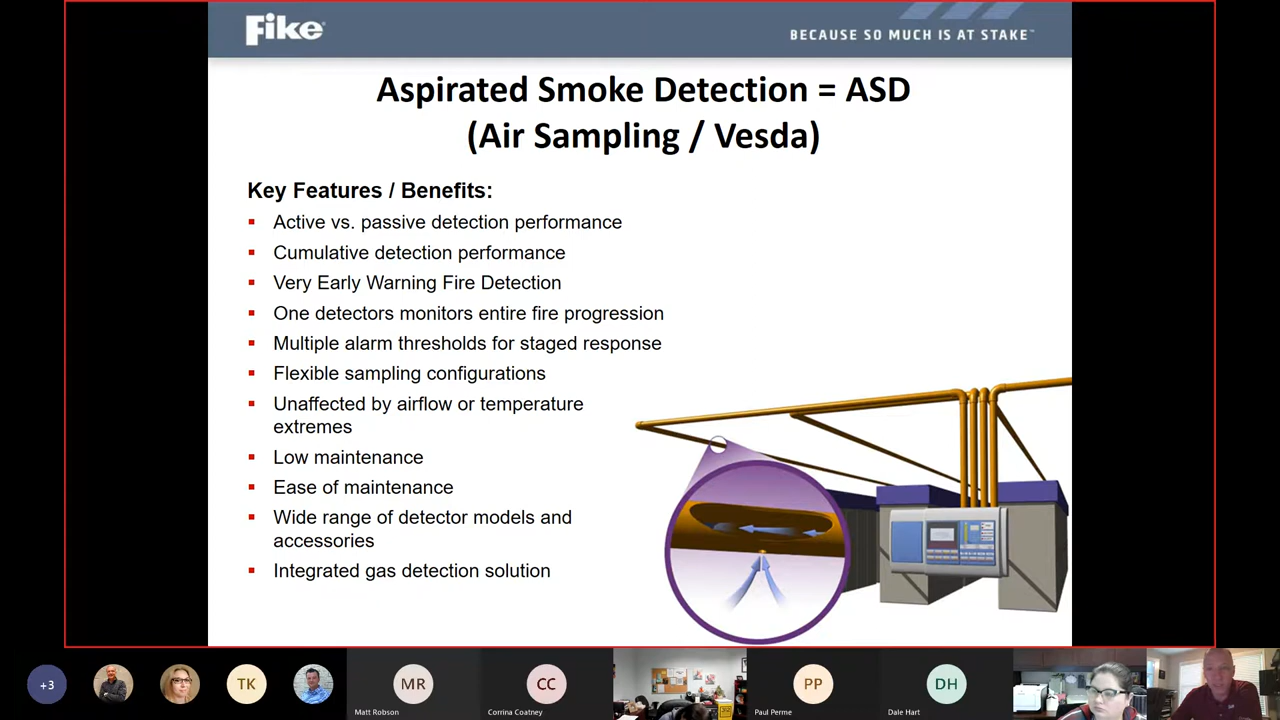 Fike
BECAUSE SO MUCH IS AT STAKE™
Aspirated Smoke Detection = ASD
(Air Sampling / Vesda)
Key Features / Benefits:
Active vs. passive detection performance
Cumulative detection performance
Very Early Warning Fire Detection
One detectors monitors entire fire progression
Multiple alarm thresholds for staged response
Flexible sampling configurations
Unaffected by airflow or temperature
extremes
Low maintenance
Ease of maintenance
Wide range of detector models and
accessories
Integrated gas detection solution
+3
TK
MR
CC
PP
DH
Matt Robson
Corrina Coatney
Paul Perme
Dale Hart